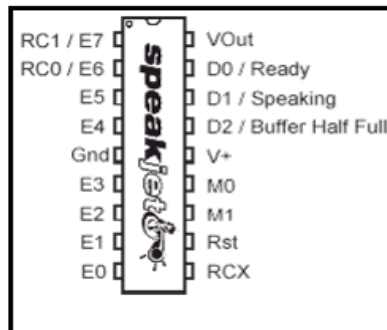 RC1 / E7 VOut
RC0 / E6 D0 / Ready
E5 D1 / Speaking
E4 D2 / Buffer Half Full
Gnd V+
E3 M0
E2 M1
E1 Rst
E0 RCX
speakjet